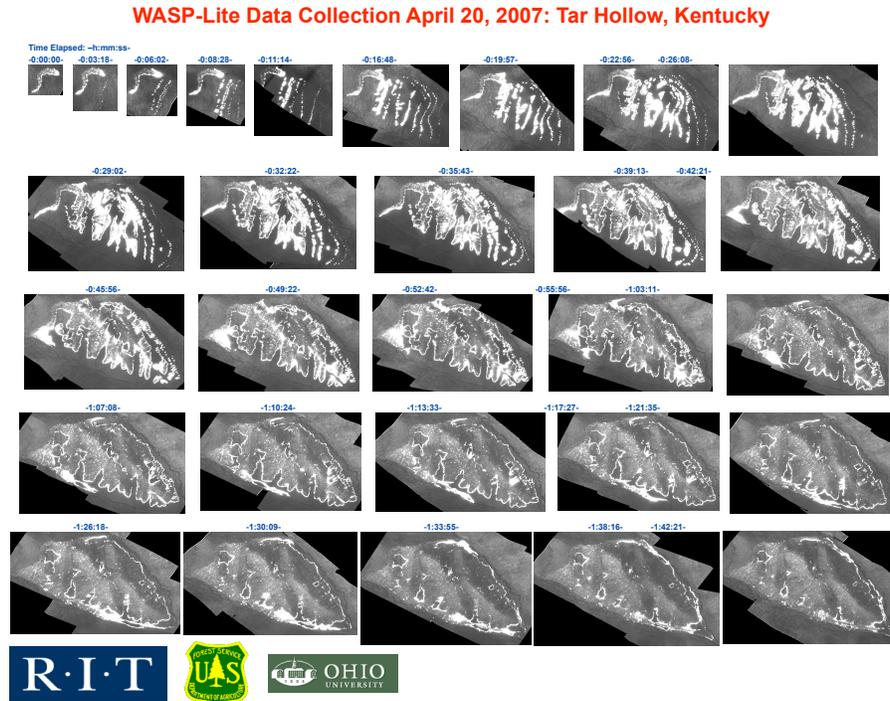 WASP-Lite Data Collection April 20, 2007: Tar Hollow, Kentucky
Time Elapsed: –h:mm:ss-
-0:00:00- -0:03:18- -0:06:02- -0:08:28- -0:11:14- -0:16:48- -0:19:57- -0:22:56- -0:26:08-
-0:29:02- -0:32:22- -0:35:43- -0:39:13- -0:42:21-
-0:45:56- -0:49:22- -0:52:42- -0:55:56- -1:03:11-
-1:07:08- -1:10:24- -1:13:33- -1:17:27- -1:21:35-
-1:26:18- -1:30:09- -1:33:55- -1:38:16- -1:42:21-
R·I·T
FOREST SERVICE
U S
DEPARTMENT OF AGRICULTURE
OHIO
UNIVERSITY